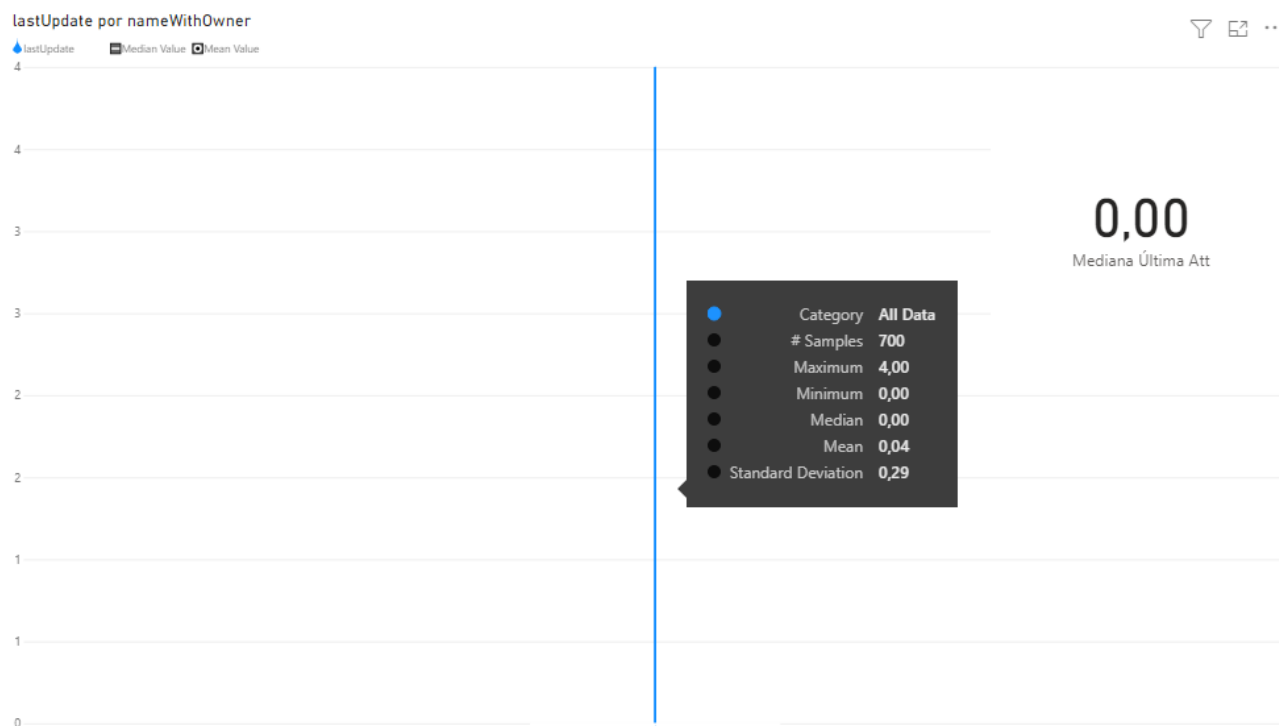 lastUpdate por nameWithOwner
lastUpdate Median Value Mean Value
4
4
3
3
2
2
1
1
0
0,00
Mediana Última Att
Category All Data
# Samples 700
Maximum 4,00
Minimum 0,00
Median 0,00
Mean 0,04
Standard Deviation 0,29